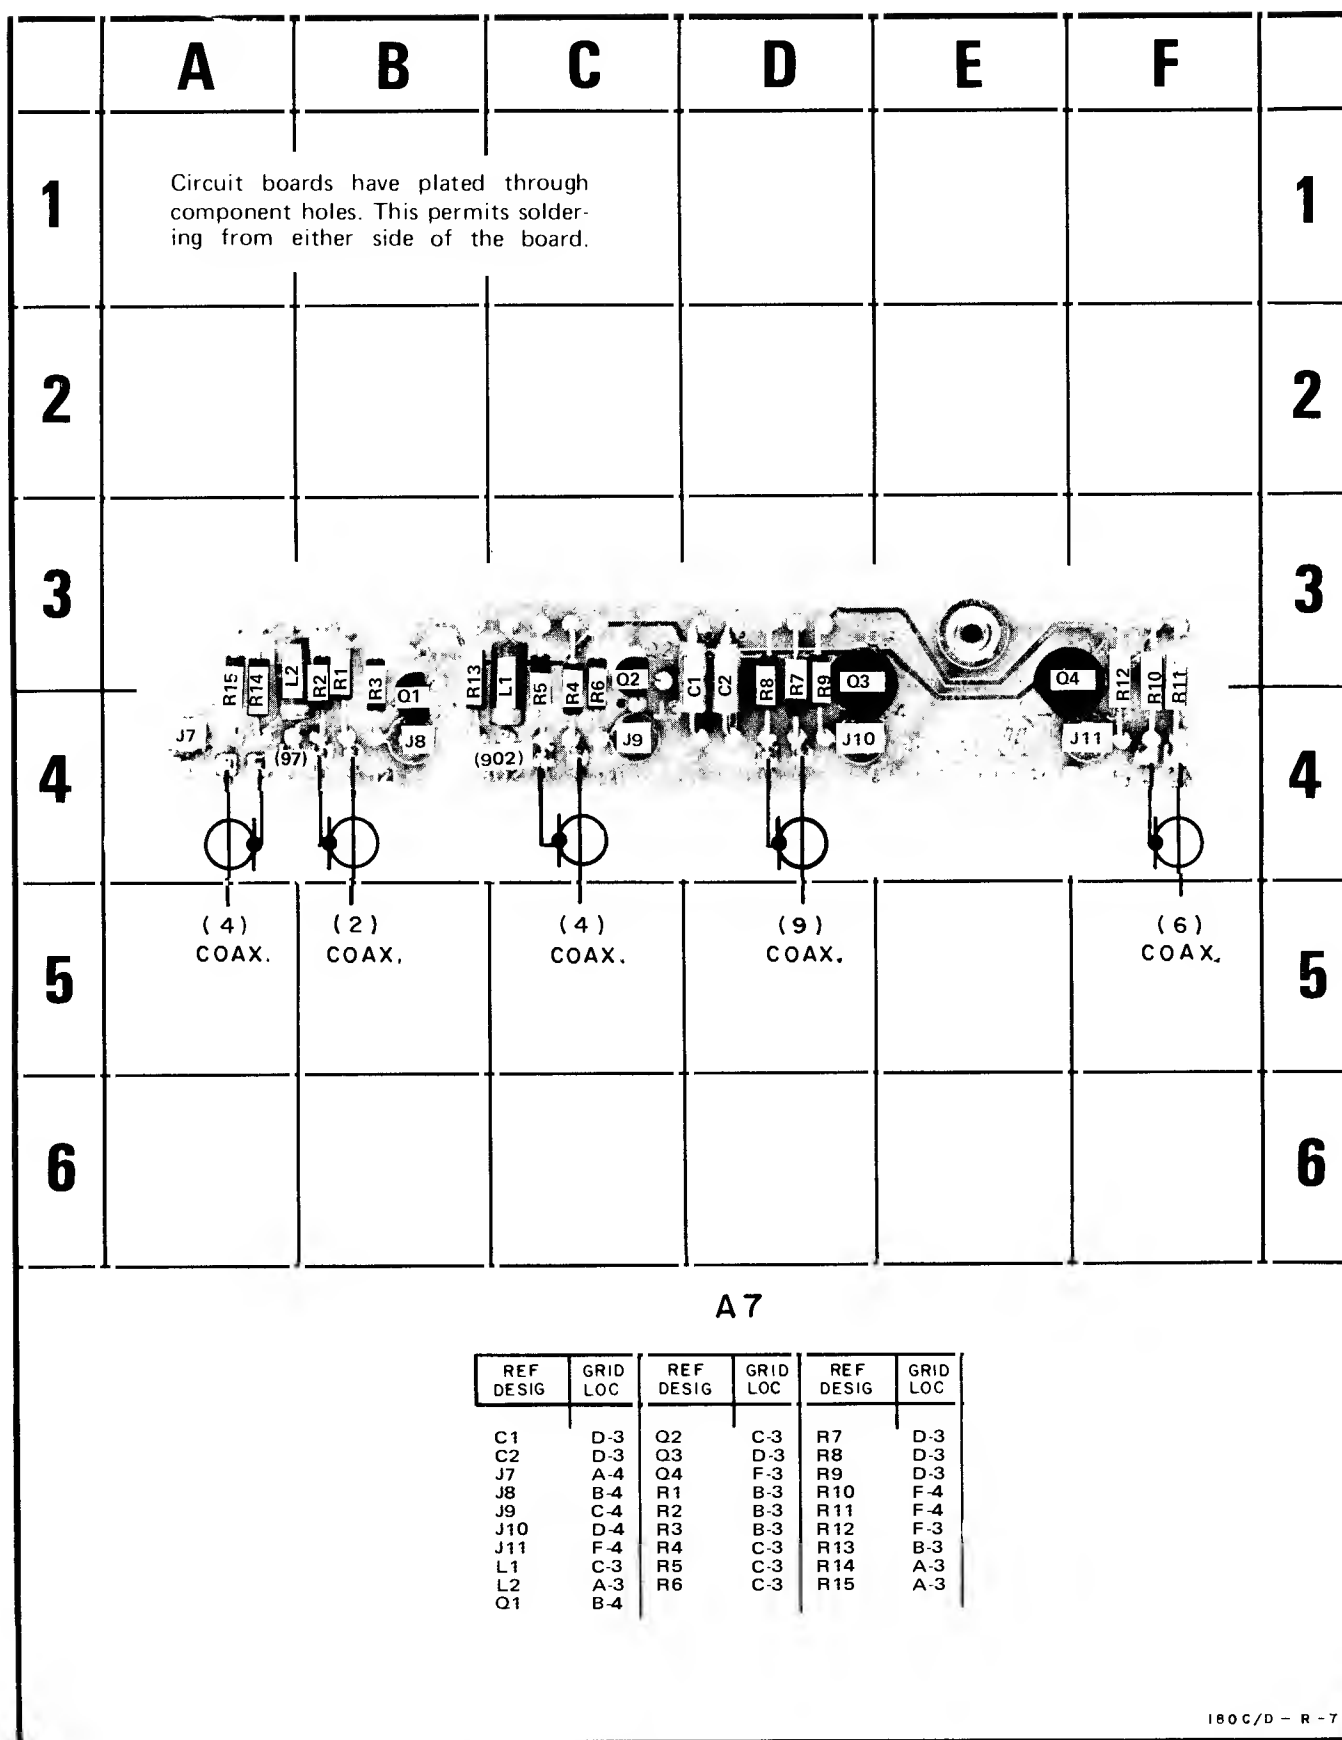 A B C D E F
1 1
Circuit boards have plated through
component holes. This permits solder-
ing from either side of the board.
2 2
3 3
R15 R14 L2 R2 R1 R3 Q1 R13 L1 R5 R4 R6 Q2 C1 C2 R8 R7 R9 Q3 Q4 R12 R10 R11
J7 J8 J9 J10 J11
(97) (902)
4 4
(4) (2) (4) (9) (6)
COAX. COAX. COAX. COAX. COAX.
5 5
6 6
A7
REF GRID REF GRID REF GRID
DESIG LOC DESIG LOC DESIG LOC
C1 D-3 Q2 C-3 R7 D-3
C2 D-3 Q3 D-3 R8 D-3
J7 A-4 Q4 F-3 R9 D-3
J8 B-4 R1 B-3 R10 F-4
J9 C-4 R2 B-3 R11 F-4
J10 D-4 R3 B-3 R12 F-3
J11 F-4 R4 C-3 R13 B-3
L1 C-3 R5 C-3 R14 A-3
L2 A-3 R6 C-3 R15 A-3
Q1 B-4
180C/D - R - 7